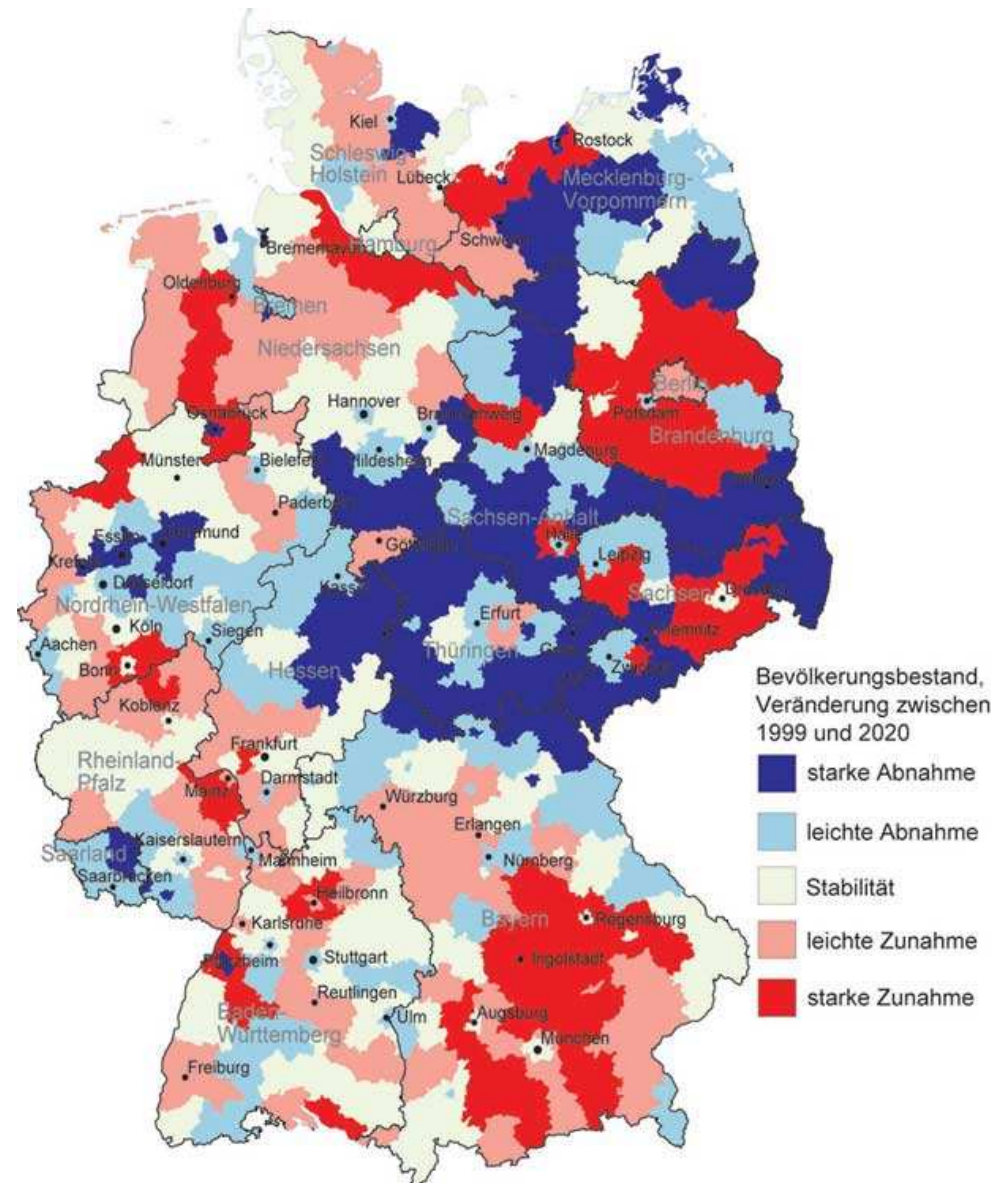 Kiel
Rostock
Schleswig
Holstein
Lübeck
Mecklenburg-
Vorpommern
Schwerin
Hamburg
Bremerhaven
Oldenburg
Bremen
Niedersachsen
Berlin
Hannover
Potsdam
Osnabrück
Braunschweig
Brandenburg
Münster
Hildesheim
Magdeburg
Paderborn
Sachsen-Anhalt
Essen
Dortmund
Göttingen
Halle
Krefeld
Leipzig
Düsseldorf
Kassel
Sachsen
Dresden
Nordrhein-Westfalen
Köln
Siegen
Erfurt
Chemnitz
Aachen
Thüringen
Gera
Zwickau
Bonn
Hessen
Koblenz
Bevölkerungsbestand,
Veränderung zwischen
1999 und 2020
starke Abnahme
leichte Abnahme
Stabilität
leichte Zunahme
starke Zunahme
Rheinland-
Pfalz
Frankfurt
Mainz
Darmstadt
Würzburg
Erlangen
Kaiserslautern
Saarland
Mannheim
Nürnberg
Saarbrücken
Heilbronn
Bayern
Regensburg
Karlsruhe
Pforzheim
Stuttgart
Ingolstadt
Reutlingen
Baden-
Württemberg
Ulm
Augsburg
München
Freiburg